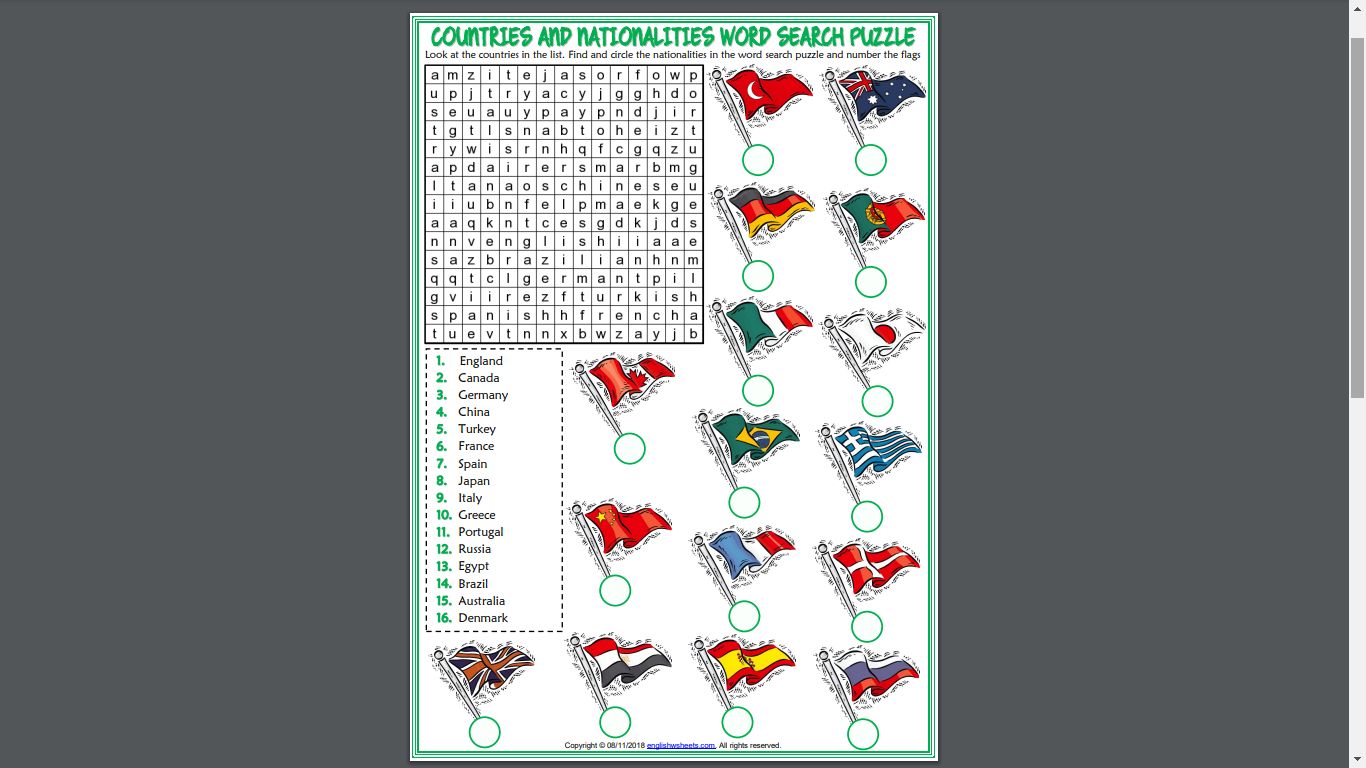 COUNTRIES AND NATIONALITIES WORD SEARCH PUZZLE
Look at the countries in the list. Find and circle the nationalities in the word search puzzle and number the flags
a m z i t e j a s o r f o w p
u p j t r y a c y j g g h d o
s e u a u y p a y p n d j i r
t g t l s n a b t o h e i z t
r y w i s r n h q f c g q z u
a p d a i r e r s m a r b m g
l t a n a o s c h i n e s e u
i i u b n f e l p m a e k g e
a a q k n t c e s g d k j d s
n n v e n g l i s h i i a a e
s a z b r a z i l i a n h n m
q q t c l g e r m a n t p i l
g v i i r e z f t u r k i s h
s p a n i s h h f r e n c h a
t u e v t n n x b w z a y j b
1. England
2. Canada
3. Germany
4. China
5. Turkey
6. France
7. Spain
8. Japan
9. Italy
10. Greece
11. Portugal
12. Russia
13. Egypt
14. Brazil
15. Australia
16. Denmark
Copyright © 08/11/2018 englishwsheets.com. All rights reserved.